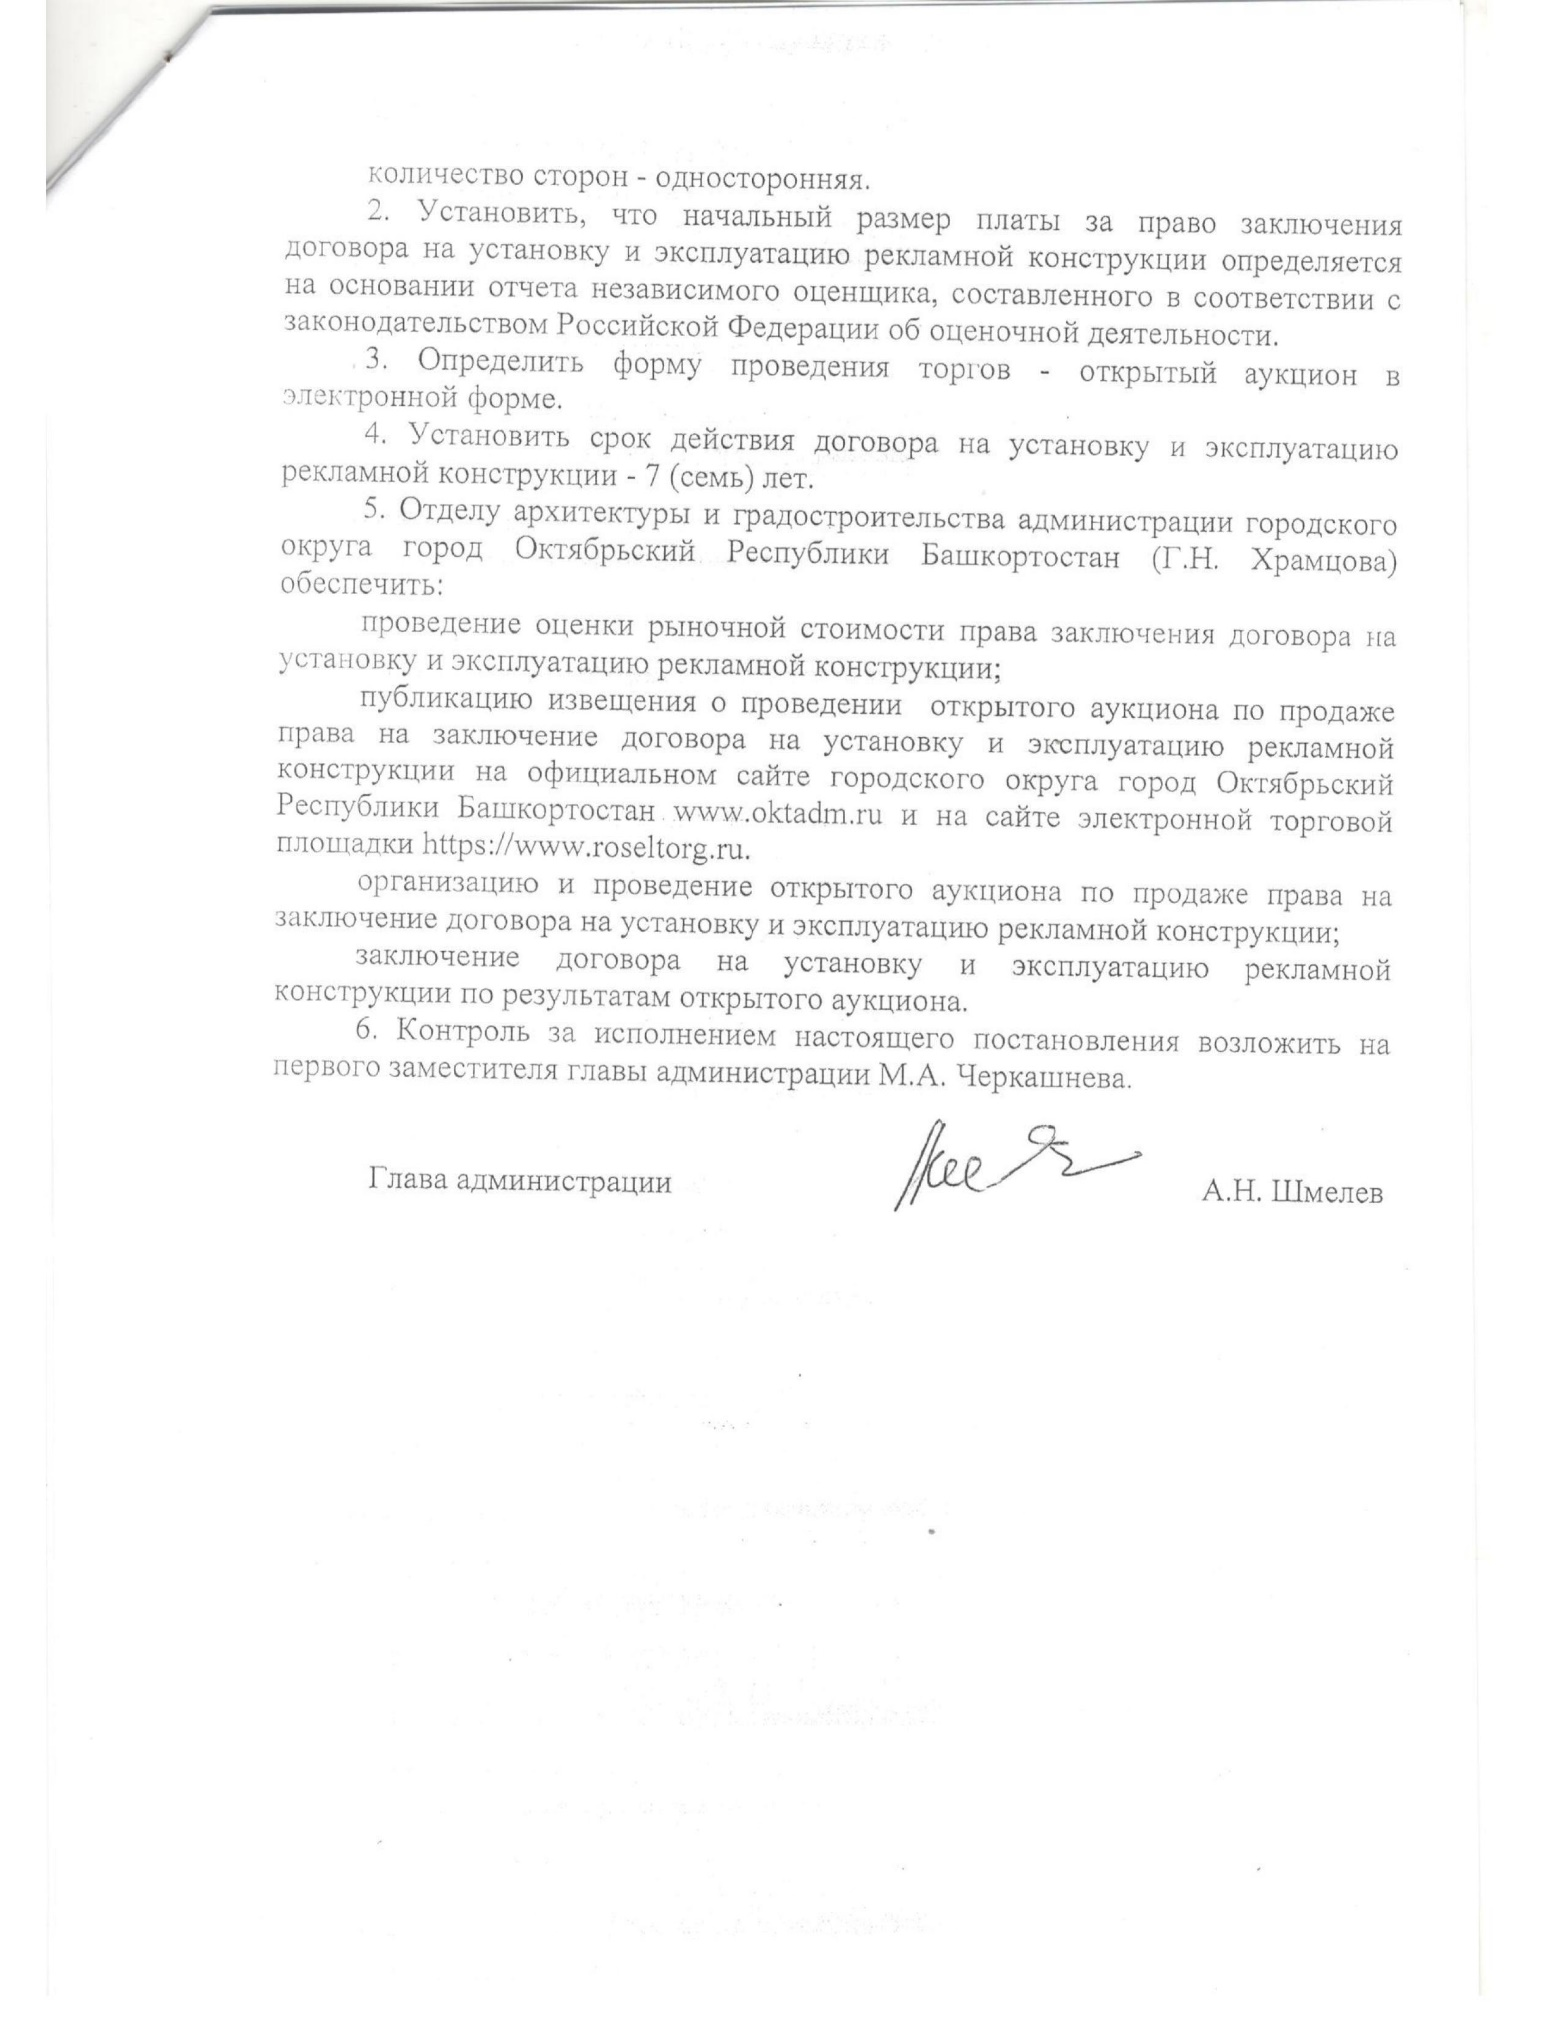 количество сторон - односторонняя.
2. Установить, что начальный размер платы за право заключения
договора на установку и эксплуатацию рекламной конструкции определяется
на основании отчета независимого оценщика, составленного в соответствии с
законодательством Российской Федерации об оценочной деятельности.
3. Определить форму проведения торгов - открытый аукцион в
электронной форме.
4. Установить срок действия договора на установку и эксплуатацию
рекламной конструкции - 7 (семь) лет.
5. Отделу архитектуры и градостроительства администрации городского
округа город Октябрьский Республики Башкортостан (Г.Н. Храмцова)
обеспечить:
проведение оценки рыночной стоимости права заключения договора на
установку и эксплуатацию рекламной конструкции;
публикацию извещения о проведении открытого аукциона по продаже
права на заключение договора на установку и эксплуатацию рекламной
конструкции на официальном сайте городского округа город Октябрьский
Республики Башкортостан www.oktadm.ru и на сайте электронной торговой
площадки https://www.roseltorg.ru.
организацию и проведение открытого аукциона по продаже права на
заключение договора на установку и эксплуатацию рекламной конструкции;
заключение договора на установку и эксплуатацию рекламной
конструкции по результатам открытого аукциона.
6. Контроль за исполнением настоящего постановления возложить на
первого заместителя главы администрации М.А. Черкашнева.
Глава администрации А.Н. Шмелев